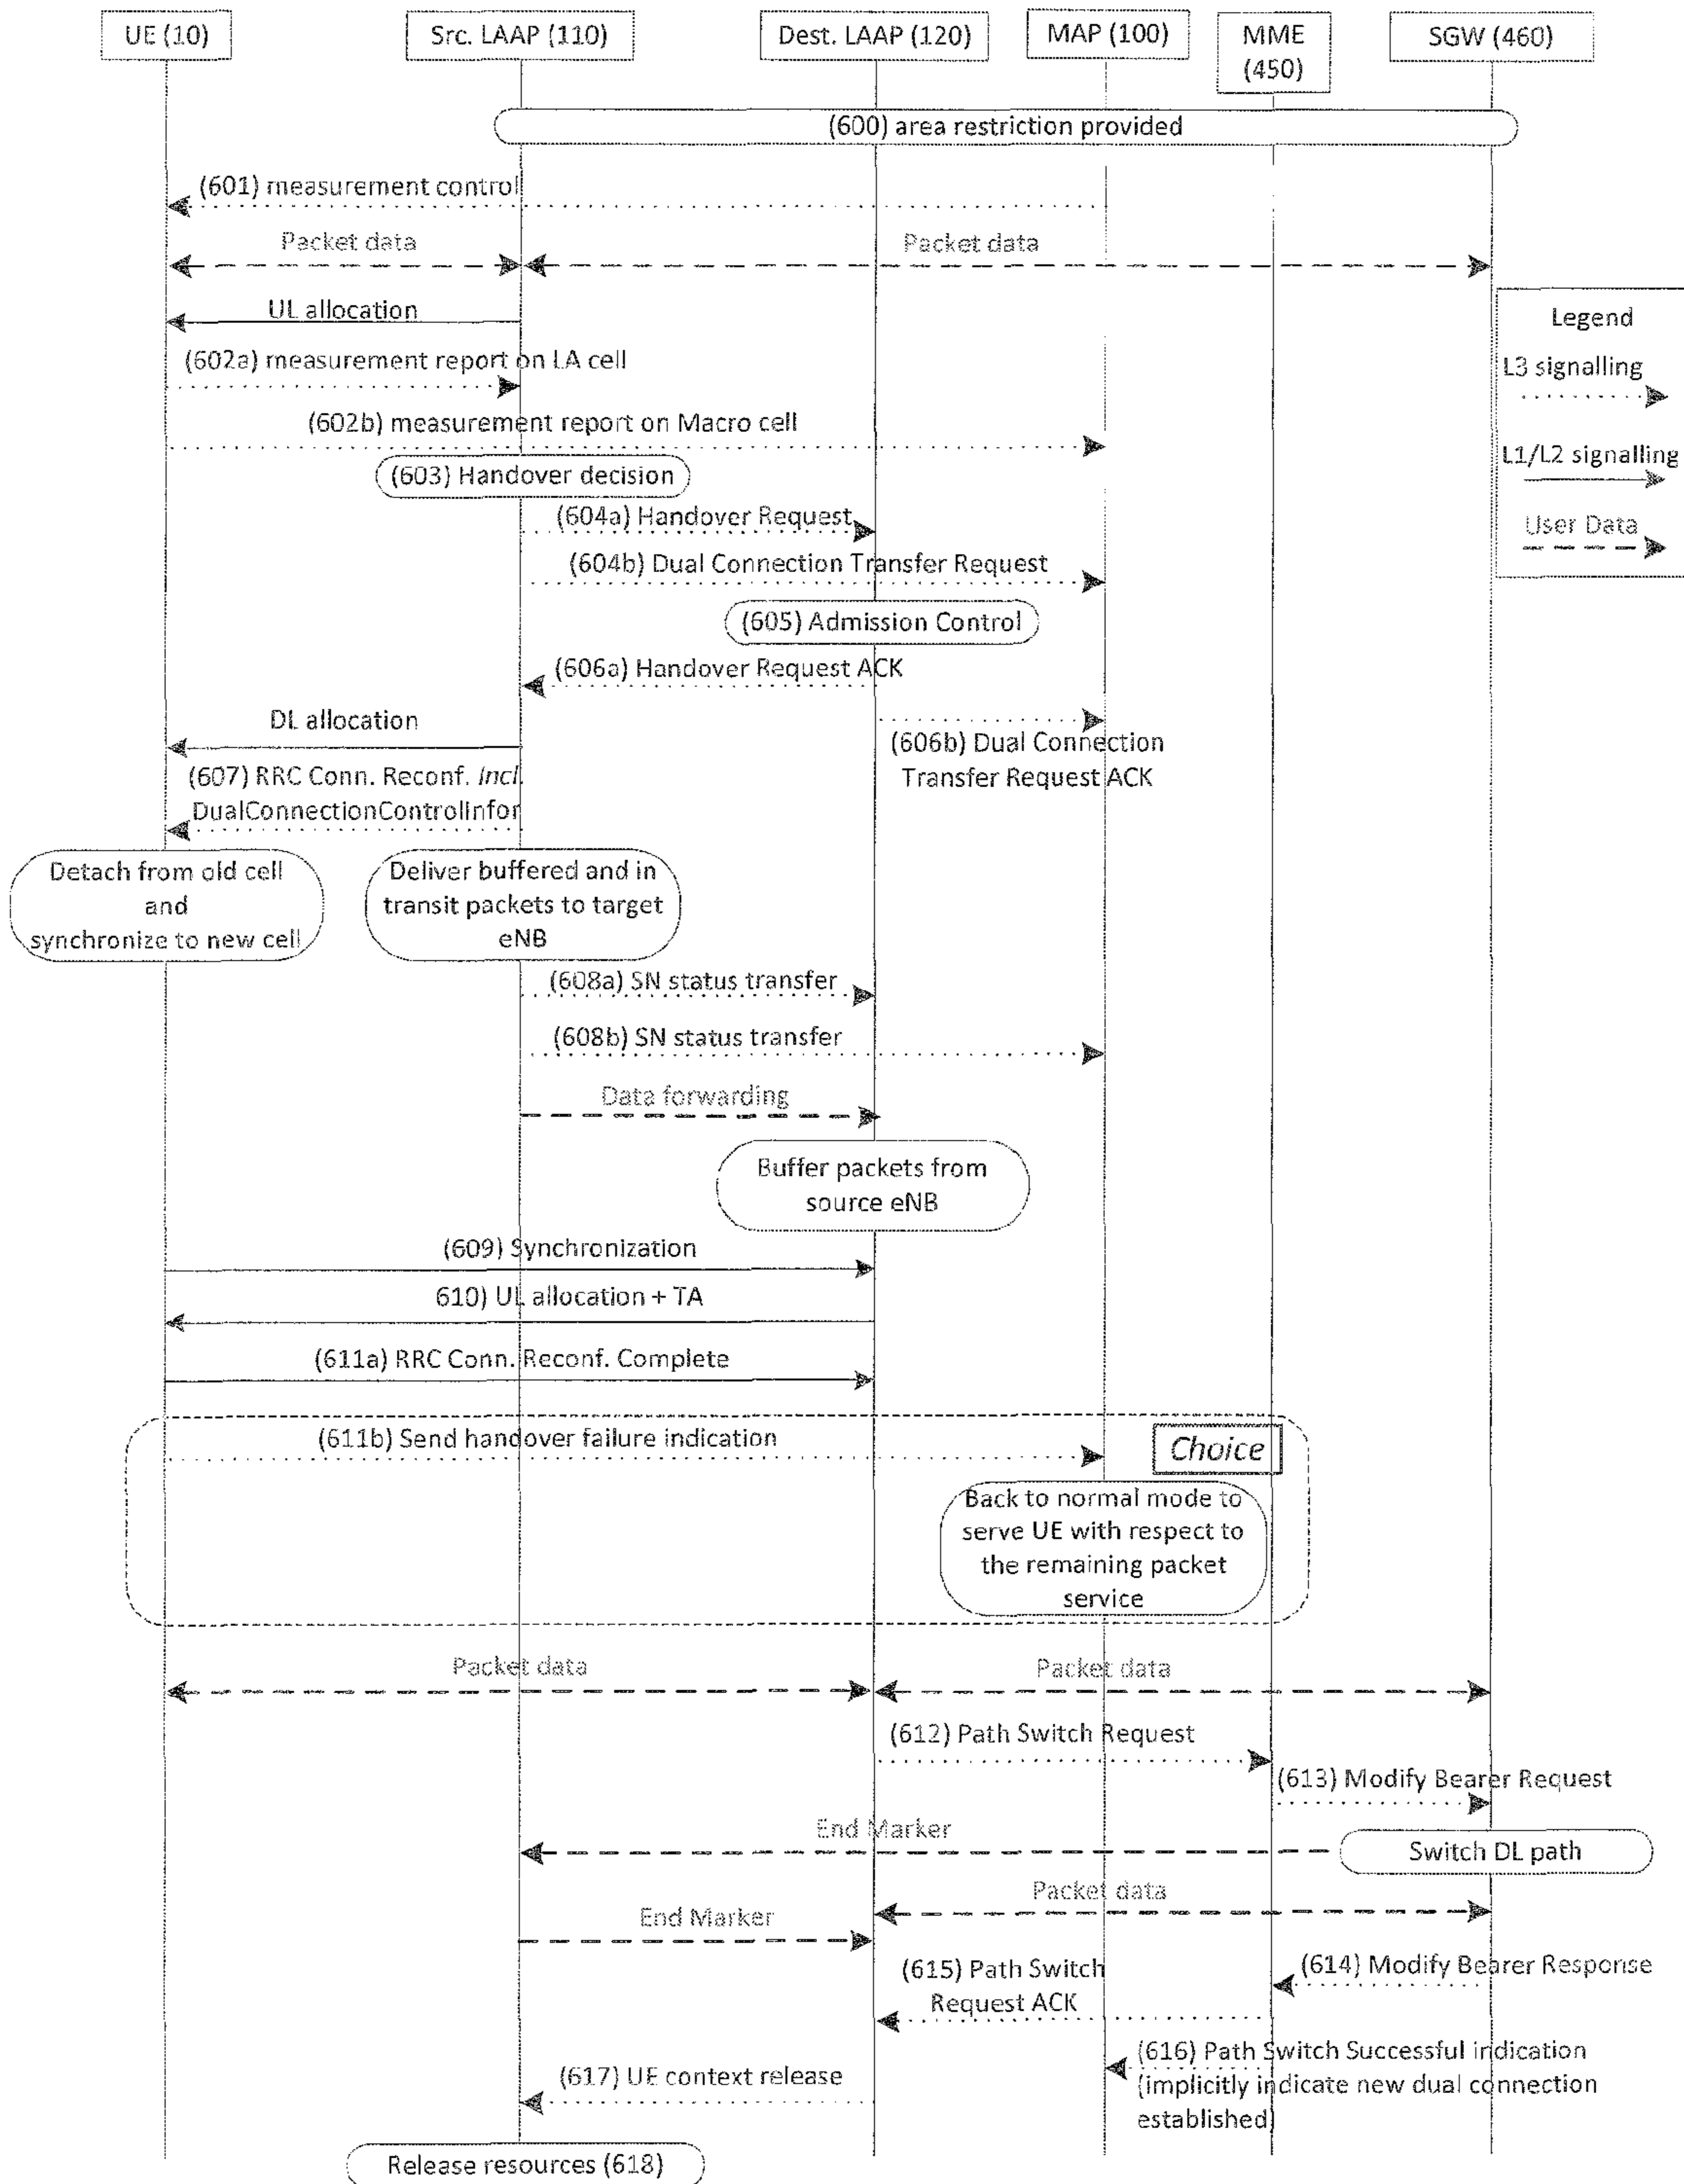 UE (10)
Src. LAAP (110)
Dest. LAAP (120)
MAP (100)
MME
(450)
SGW (460)
(600) area restriction provided
(601) measurement control
Packet data
Packet data
UL allocation
Legend
L3 signalling
L1/L2 signalling
User Data
(602a) measurement report on LA cell
(602b) measurement report on Macro cell
(603) Handover decision
(604a) Handover Request
(604b) Dual Connection Transfer Request
(605) Admission Control
(606a) Handover Request ACK
DL allocation
(606b) Dual Connection
Transfer Request ACK
(607) RRC Conn. Reconf. Incl.
DualConnectionControlInfor
Detach from old cell
and
synchronize to new cell
Deliver buffered and in
transit packets to target
eNB
(608a) SN status transfer
(608b) SN status transfer
Data forwarding
Buffer packets from
source eNB
(609) Synchronization
610) UL allocation + TA
(611a) RRC Conn. Reconf. Complete
(611b) Send handover failure indication
Choice
Back to normal mode to
serve UE with respect to
the remaining packet
service
Packet data
Packet data
(612) Path Switch Request
(613) Modify Bearer Request
End Marker
Switch DL path
Packet data
End Marker
(614) Modify Bearer Response
(615) Path Switch
Request ACK
(616) Path Switch Successful indication
(implicitly indicate new dual connection
established)
(617) UE context release
Release resources (618)